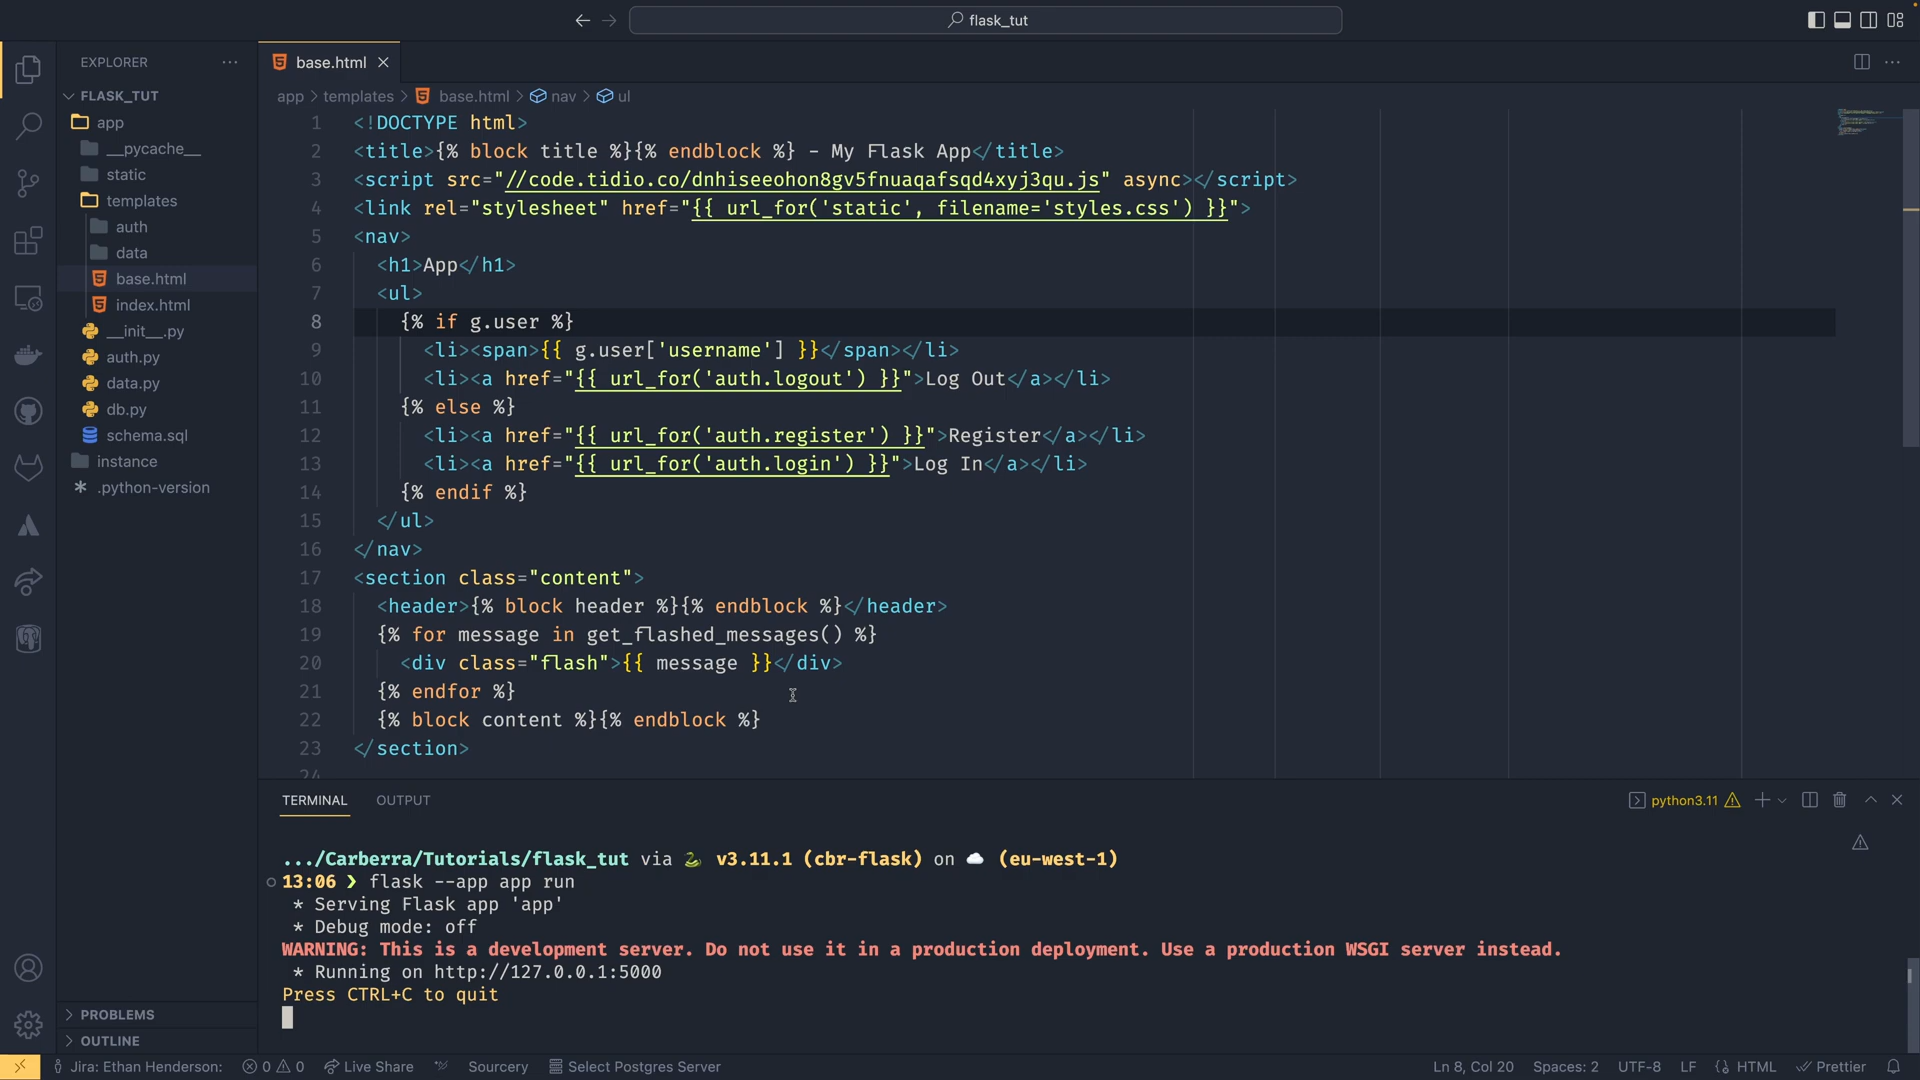 flask_tut
EXPLORER
FLASK_TUT
app
__pycache__
static
templates
auth
data
base.html
index.html
__init__.py
auth.py
data.py
db.py
schema.sql
instance
.python-version
PROBLEMS
OUTLINE
base.html
app > templates > base.html > nav > ul
1 <!DOCTYPE html>
2 <title>{% block title %}{% endblock %} - My Flask App</title>
3 <script src="//code.tidio.co/dnhiseeohon8gv5fnuaqafsqd4xyj3qu.js" async></script>
4 <link rel="stylesheet" href="{{ url_for('static', filename='styles.css') }}">
5 <nav>
6   <h1>App</h1>
7   <ul>
8     {% if g.user %}
9       <li><span>{{ g.user['username'] }}</span></li>
10       <li><a href="{{ url_for('auth.logout') }}">Log Out</a></li>
11     {% else %}
12       <li><a href="{{ url_for('auth.register') }}">Register</a></li>
13       <li><a href="{{ url_for('auth.login') }}">Log In</a></li>
14     {% endif %}
15   </ul>
16 </nav>
17 <section class="content">
18   <header>{% block header %}{% endblock %}</header>
19   {% for message in get_flashed_messages() %}
20     <div class="flash">{{ message }}</div>
21   {% endfor %}
22   {% block content %}{% endblock %}
23 </section>
24
TERMINAL OUTPUT
python3.11
.../Carberra/Tutorials/flask_tut via 🐍 v3.11.1 (cbr-flask) on ☁️ (eu-west-1)
13:06 ❯ flask --app app run
 * Serving Flask app 'app'
 * Debug mode: off
WARNING: This is a development server. Do not use it in a production deployment. Use a production WSGI server instead.
 * Running on http://127.0.0.1:5000
Press CTRL+C to quit
Jira: Ethan Henderson: 0 0 Live Share Sourcery Select Postgres Server Ln 8, Col 20 Spaces: 2 UTF-8 LF HTML Prettier